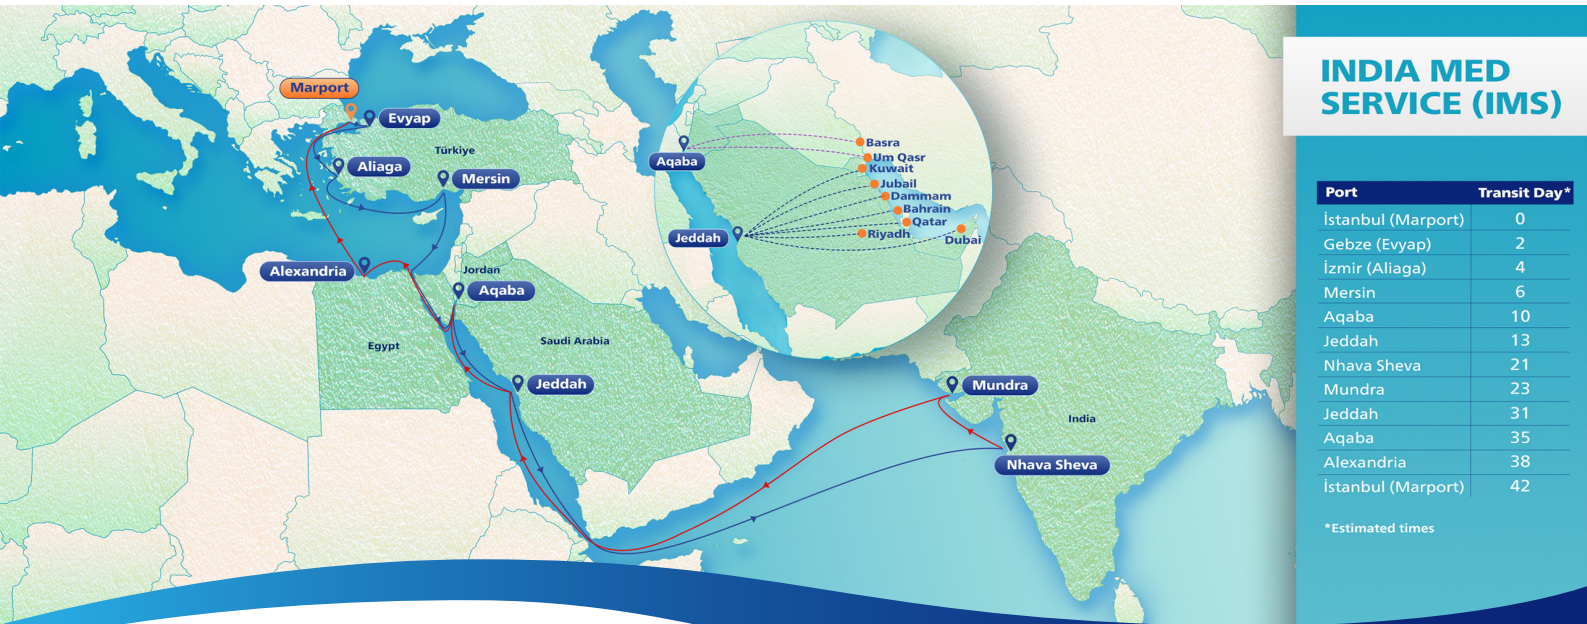 Marport
Evyap
Türkiye
Aliaga
Mersin
Alexandria
Jordan
Aqaba
Egypt
Saudi Arabia
Jeddah
Mundra
India
Nhava Sheva
Aqaba
Basra
Um Qasr
Kuwait
Jubail
Dammam
Bahrain
Qatar
Riyadh
Dubai
Jeddah
INDIA MED
SERVICE (IMS)
Port Transit Day*
İstanbul (Marport) 0
Gebze (Evyap) 2
İzmir (Aliaga) 4
Mersin 6
Aqaba 10
Jeddah 13
Nhava Sheva 21
Mundra 23
Jeddah 31
Aqaba 35
Alexandria 38
İstanbul (Marport) 42
*Estimated times